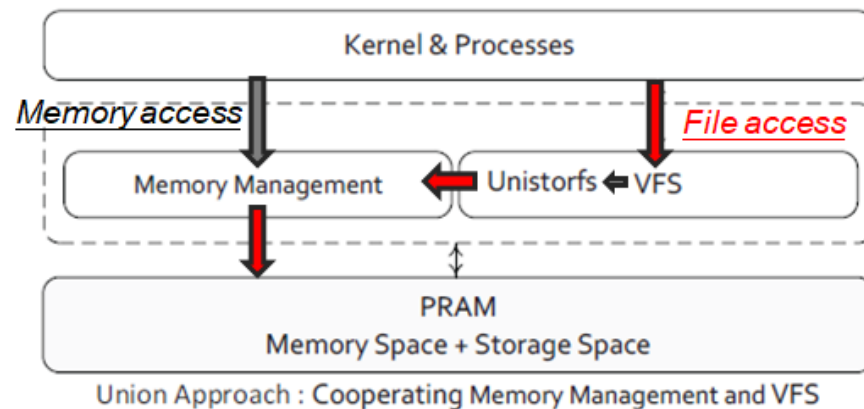 Kernel & Processes
Memory access
File access
Memory Management
Unistorfs
VFS
PRAM
Memory Space + Storage Space
Union Approach : Cooperating Memory Management and VFS